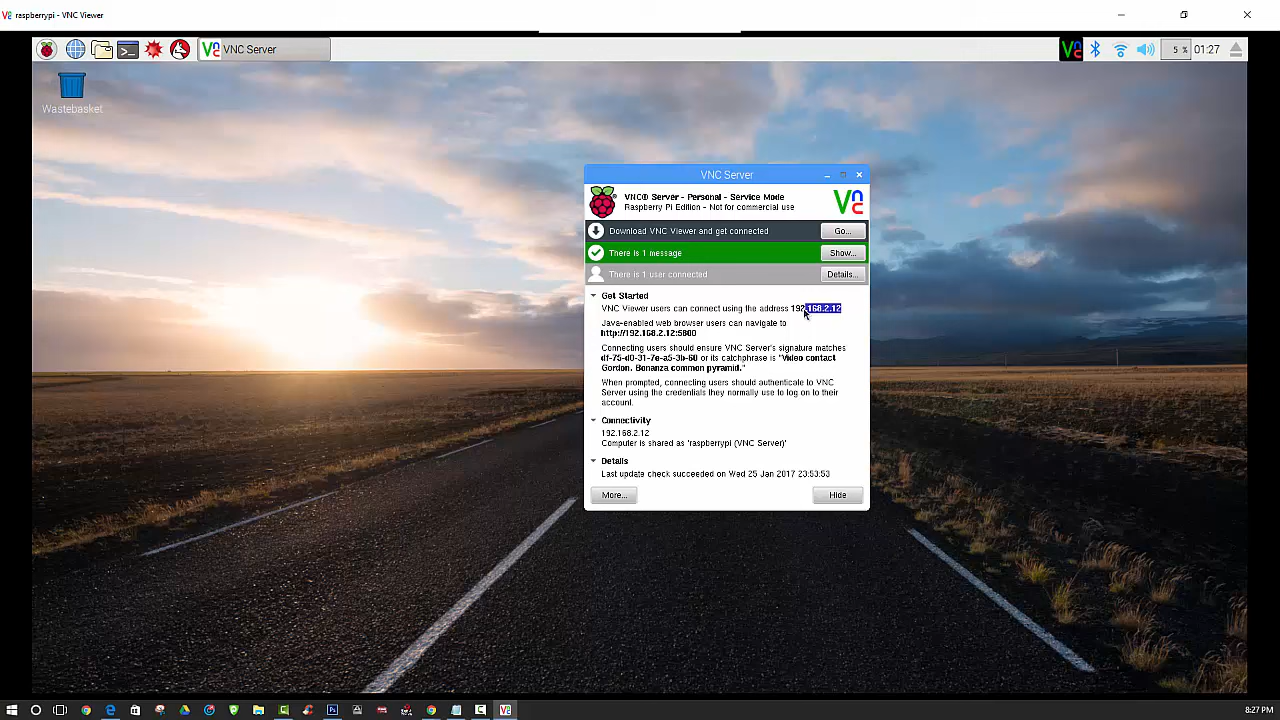 raspberrypi - VNC Viewer
VNC Server
5 %
01:27
Wastebasket
VNC Server
VNC® Server - Personal - Service Mode
Raspberry Pi Edition - Not for commercial use
Download VNC Viewer and get connected
Go...
There is 1 message
Show...
There is 1 user connected
Details...
Get Started
VNC Viewer users can connect using the address 192.168.2.12
Java-enabled web browser users can navigate to
http://192.168.2.12:5800
Connecting users should ensure VNC Server's signature matches
df-75-d0-31-7e-a5-3b-60 or its catchphrase is "Video contact
Gordon. Bonanza common pyramid."
When prompted, connecting users should authenticate to VNC
Server using the credentials they normally use to log on to their
account.
Connectivity
192.168.2.12
Computer is shared as 'raspberrypi (VNC Server)'
Details
Last update check succeeded on Wed 25 Jan 2017 23:53:53
More...
Hide
8:27 PM